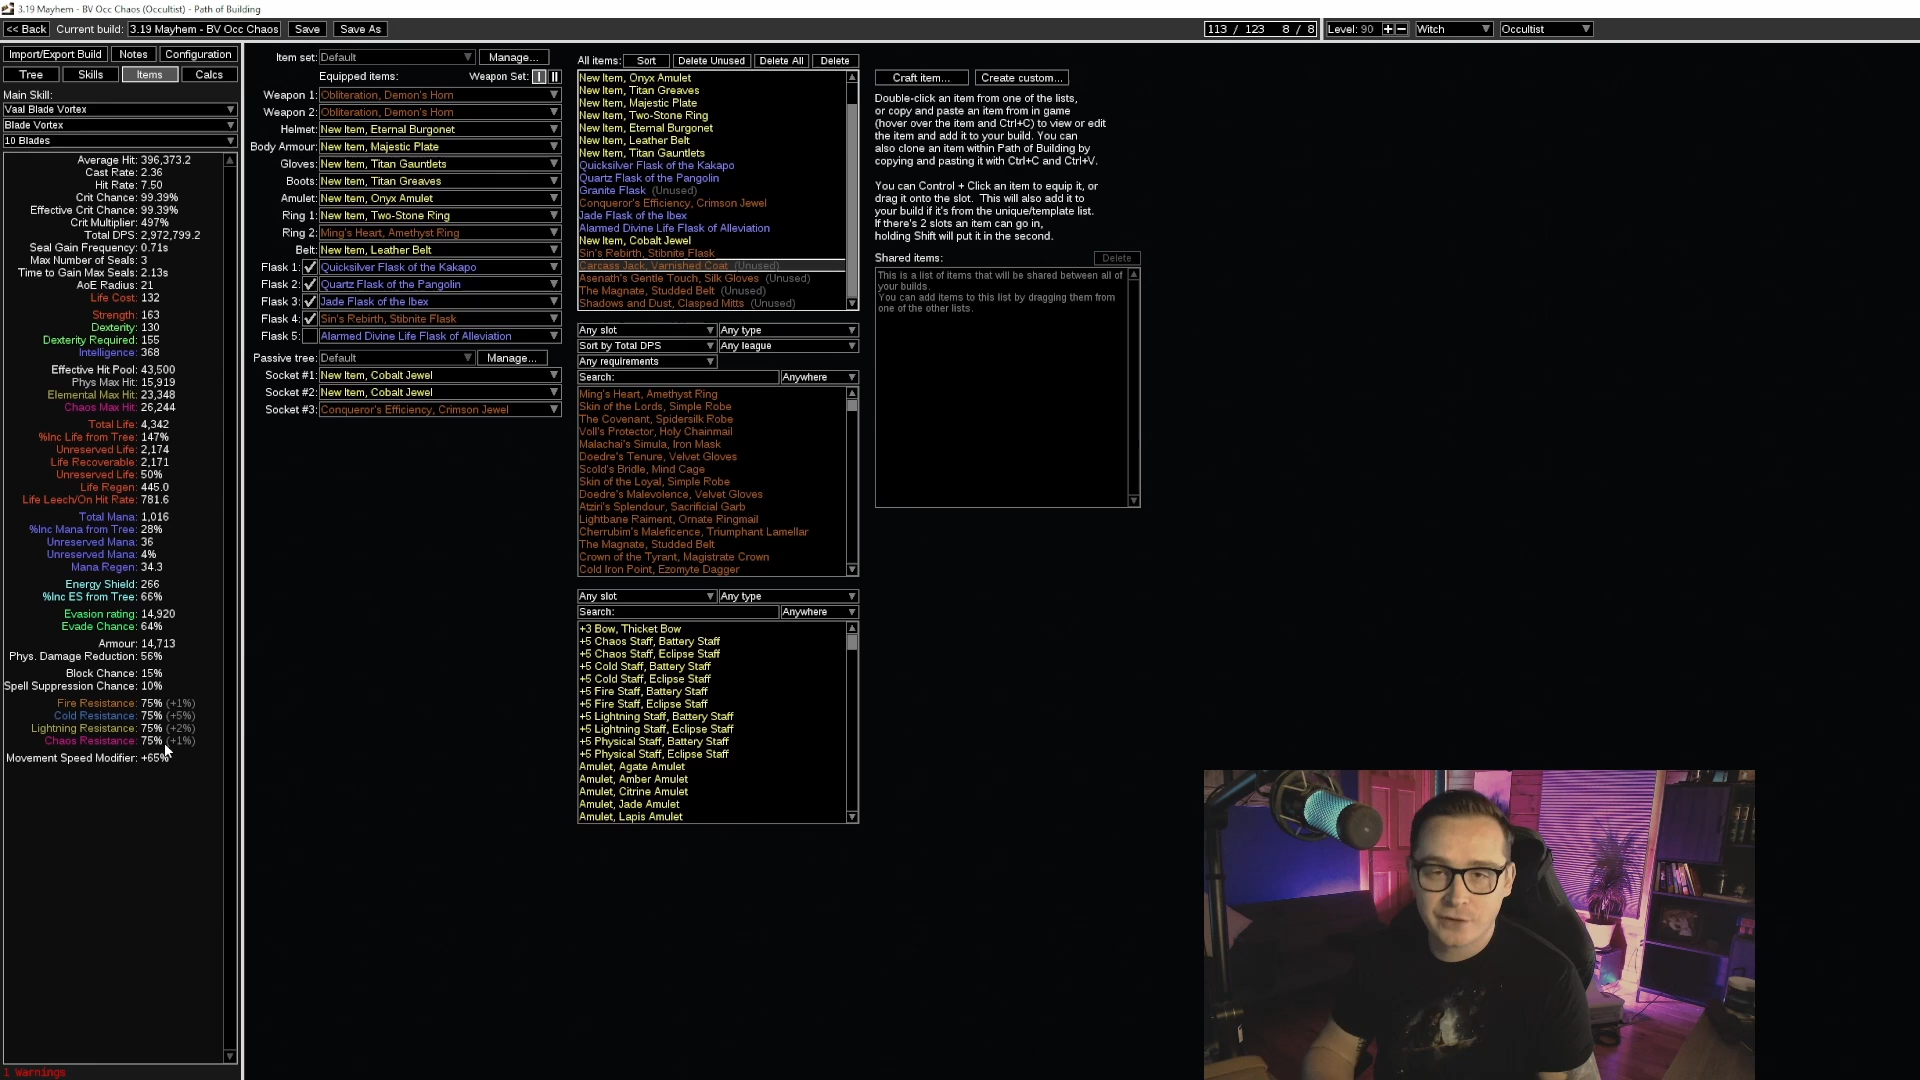 3.19 Mayhem - BV Occ Chaos (Occultist) - Path of Building
<< Back Current build: 3.19 Mayhem - BV Occ Chaos Save Save As 113 / 123 8 / 8 Level: 90 + − Witch Occultist
Import/Export Build Notes Configuration
Tree Skills Items Calcs
Main Skill:
Vaal Blade Vortex
Blade Vortex
10 Blades
Average Hit: 396,373.2
Cast Rate: 2.36
Hit Rate: 7.50
Crit Chance: 99.39%
Effective Crit Chance: 99.39%
Crit Multiplier: 497%
Total DPS: 2,972,799.2
Seal Gain Frequency: 0.71s
Max Number of Seals: 3
Time to Gain Max Seals: 2.13s
AoE Radius: 21
Life Cost: 132
Strength: 163
Dexterity: 130
Dexterity Required: 155
Intelligence: 368
Effective Hit Pool: 43,500
Phys Max Hit: 15,919
Elemental Max Hit: 23,348
Chaos Max Hit: 26,244
Total Life: 4,342
%Inc Life from Tree: 147%
Unreserved Life: 2,174
Life Recoverable: 2,171
Unreserved Life: 50%
Life Regen: 445.0
Life Leech/On Hit Rate: 781.6
Total Mana: 1,016
%Inc Mana from Tree: 28%
Unreserved Mana: 36
Unreserved Mana: 4%
Mana Regen: 34.3
Energy Shield: 266
%Inc ES from Tree: 66%
Evasion rating: 14,920
Evade Chance: 64%
Armour: 14,713
Phys. Damage Reduction: 56%
Block Chance: 15%
Spell Suppression Chance: 10%
Fire Resistance: 75% (+1%)
Cold Resistance: 75% (+5%)
Lightning Resistance: 75% (+2%)
Chaos Resistance: 75% (+1%)
Movement Speed Modifier: +65%
1 Warnings
Item set: Default Manage...
Equipped items: Weapon Set: I II
Weapon 1: Obliteration, Demon's Horn
Weapon 2: Obliteration, Demon's Horn
Helmet: New Item, Eternal Burgonet
Body Armour: New Item, Majestic Plate
Gloves: New Item, Titan Gauntlets
Boots: New Item, Titan Greaves
Amulet: New Item, Onyx Amulet
Ring 1: New Item, Two-Stone Ring
Ring 2: Ming's Heart, Amethyst Ring
Belt: New Item, Leather Belt
Flask 1: Quicksilver Flask of the Kakapo
Flask 2: Quartz Flask of the Pangolin
Flask 3: Jade Flask of the Ibex
Flask 4: Sin's Rebirth, Stibnite Flask
Flask 5: Alarmed Divine Life Flask of Alleviation
Passive tree: Default Manage...
Socket #1: New Item, Cobalt Jewel
Socket #2: New Item, Cobalt Jewel
Socket #3: Conqueror's Efficiency, Crimson Jewel
All items: Sort Delete Unused Delete All Delete
New Item, Onyx Amulet
New Item, Titan Greaves
New Item, Majestic Plate
New Item, Two-Stone Ring
New Item, Eternal Burgonet
New Item, Leather Belt
New Item, Titan Gauntlets
Quicksilver Flask of the Kakapo
Quartz Flask of the Pangolin
Granite Flask (Unused)
Conqueror's Efficiency, Crimson Jewel
Jade Flask of the Ibex
Alarmed Divine Life Flask of Alleviation
New Item, Cobalt Jewel
Sin's Rebirth, Stibnite Flask
Carcass Jack, Varnished Coat (Unused)
Asenath's Gentle Touch, Silk Gloves (Unused)
The Magnate, Studded Belt (Unused)
Shadows and Dust, Clasped Mitts (Unused)
Any slot Any type
Sort by Total DPS Any league
Any requirements
Search: Anywhere
Ming's Heart, Amethyst Ring
Skin of the Lords, Simple Robe
The Covenant, Spidersilk Robe
Voll's Protector, Holy Chainmail
Malachai's Simula, Iron Mask
Doedre's Tenure, Velvet Gloves
Scold's Bridle, Mind Cage
Skin of the Loyal, Simple Robe
Doedre's Malevolence, Velvet Gloves
Atziri's Splendour, Sacrificial Garb
Lightbane Raiment, Ornate Ringmail
Cherrubim's Maleficence, Triumphant Lamellar
The Magnate, Studded Belt
Crown of the Tyrant, Magistrate Crown
Cold Iron Point, Ezomyte Dagger
Any slot Any type
Search: Anywhere
+3 Bow, Thicket Bow
+5 Chaos Staff, Battery Staff
+5 Chaos Staff, Eclipse Staff
+5 Cold Staff, Battery Staff
+5 Cold Staff, Eclipse Staff
+5 Fire Staff, Battery Staff
+5 Fire Staff, Eclipse Staff
+5 Lightning Staff, Battery Staff
+5 Lightning Staff, Eclipse Staff
+5 Physical Staff, Battery Staff
+5 Physical Staff, Eclipse Staff
Amulet, Agate Amulet
Amulet, Amber Amulet
Amulet, Citrine Amulet
Amulet, Jade Amulet
Amulet, Lapis Amulet
Craft item... Create custom...
Double-click an item from one of the lists,
or copy and paste an item from in game
(hover over the item and Ctrl+C) to view or edit
the item and add it to your build. You can
also clone an item within Path of Building by
copying and pasting it with Ctrl+C and Ctrl+V.
You can Control + Click an item to equip it, or
drag it onto the slot. This will also add it to
your build if it's from the unique/template list.
If there's 2 slots an item can go in,
holding Shift will put it in the second.
Shared items: Delete
This is a list of items that will be shared between all of
your builds.
You can add items to this list by dragging them from
one of the other lists.